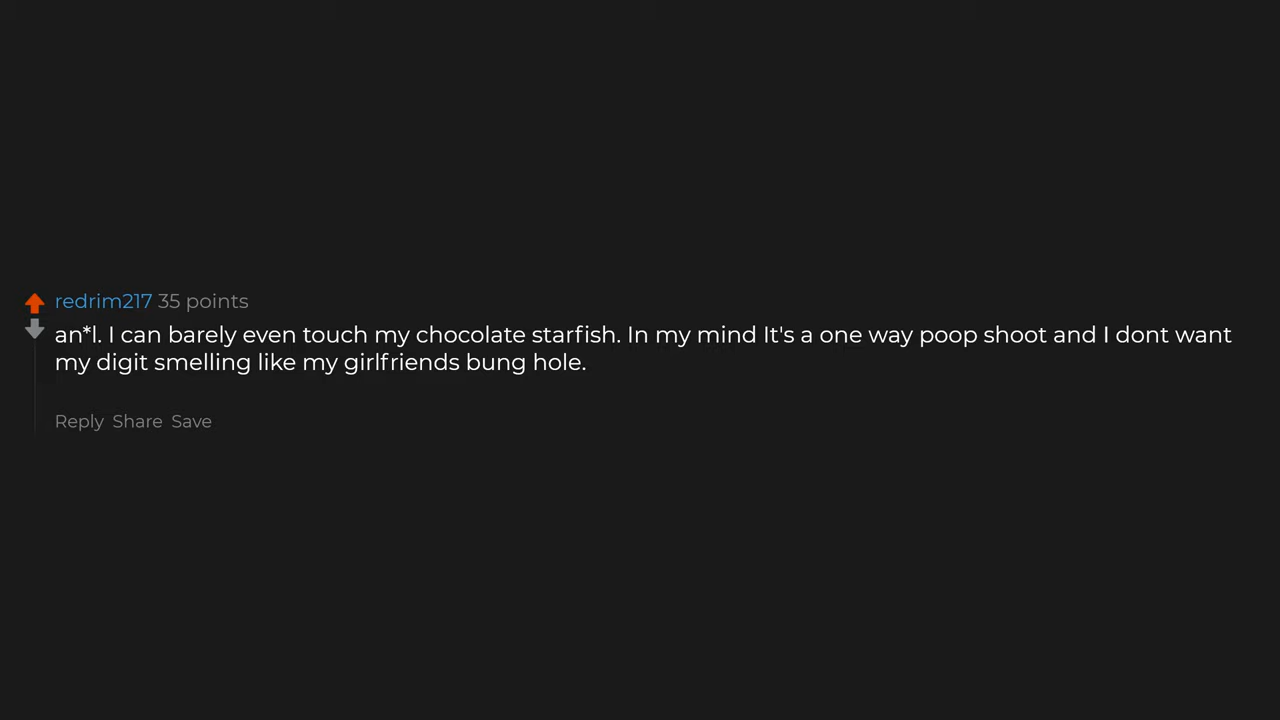 redrim217 35 points
an*l. I can barely even touch my chocolate starfish. In my mind It's a one way poop shoot and I dont want
my digit smelling like my girlfriends bung hole.
Reply Share Save